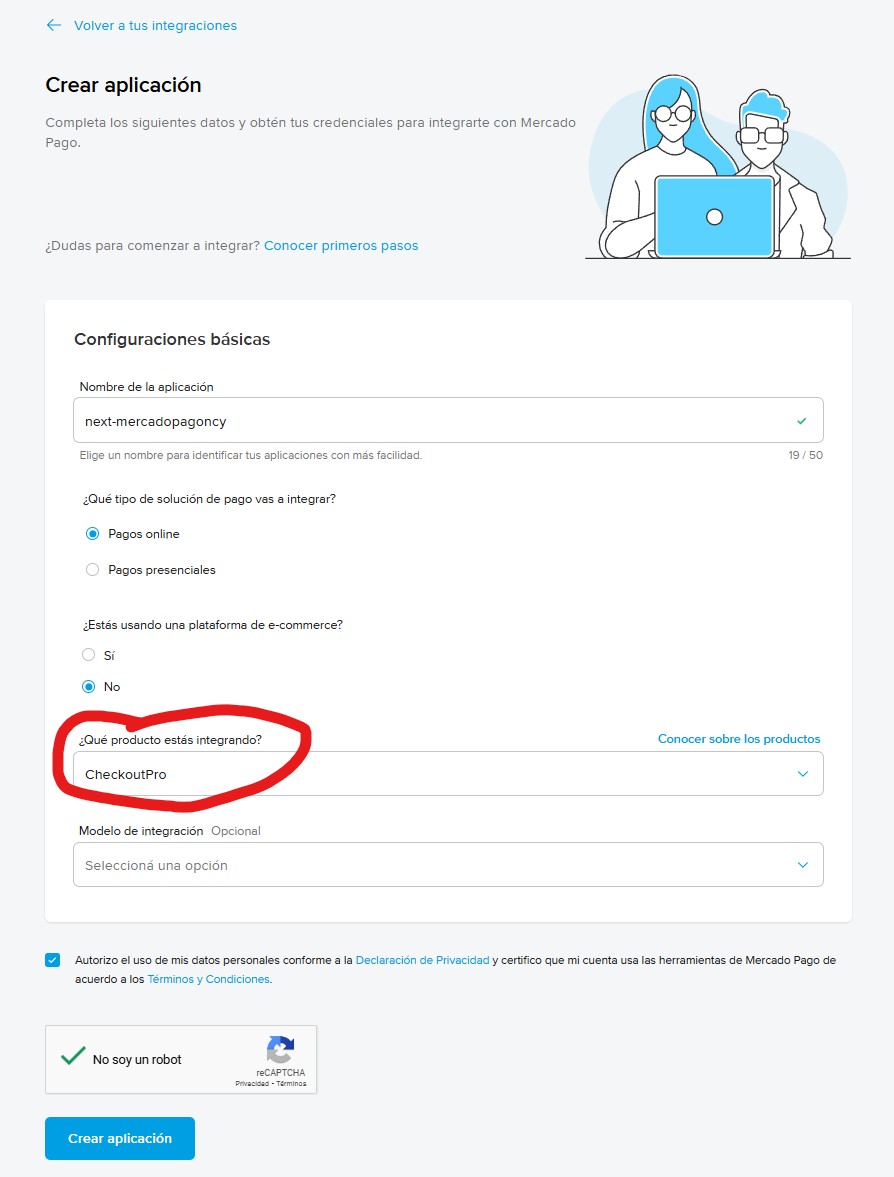 Volver a tus integraciones
Crear aplicación
Completa los siguientes datos y obtén tus credenciales para integrarte con Mercado
Pago.
¿Dudas para comenzar a integrar? Conocer primeros pasos
Configuraciones básicas
Nombre de la aplicación
next-mercadopagoncy
Elige un nombre para identificar tus aplicaciones con más facilidad. 19 / 50
¿Qué tipo de solución de pago vas a integrar?
Pagos online
Pagos presenciales
¿Estás usando una plataforma de e-commerce?
Sí
No
¿Qué producto estás integrando? Conocer sobre los productos
CheckoutPro
Modelo de integración Opcional
Seleccioná una opción
Autorizo el uso de mis datos personales conforme a la Declaración de Privacidad y certifico que mi cuenta usa las herramientas de Mercado Pago de
acuerdo a los Términos y Condiciones.
No soy un robot
reCAPTCHA
Privacidad - Términos
Crear aplicación